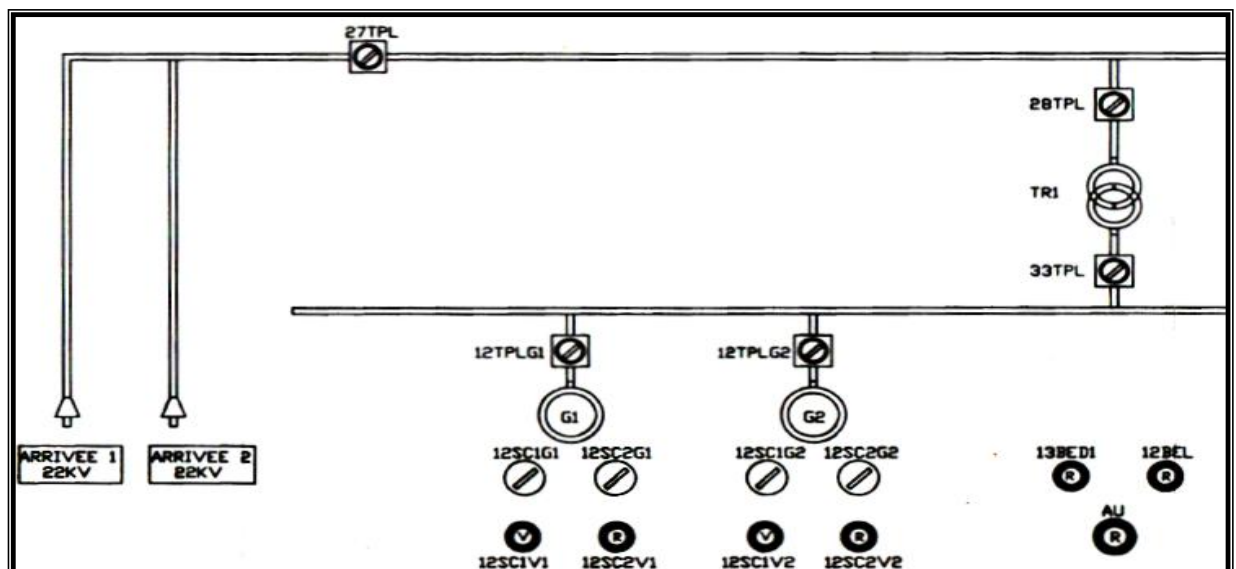 27TPL
28TPL
TR1
33TPL
12TPLG1
12TPLG2
G1
G2
ARRIVEE 1
22KV
ARRIVEE 2
22KV
12SC1G1
12SC2G1
12SC1G2
12SC2G2
13BED1
12BEL
R
R
AU
R
V
R
V
R
12SC1V1
12SC2V1
12SC1V2
12SC2V2